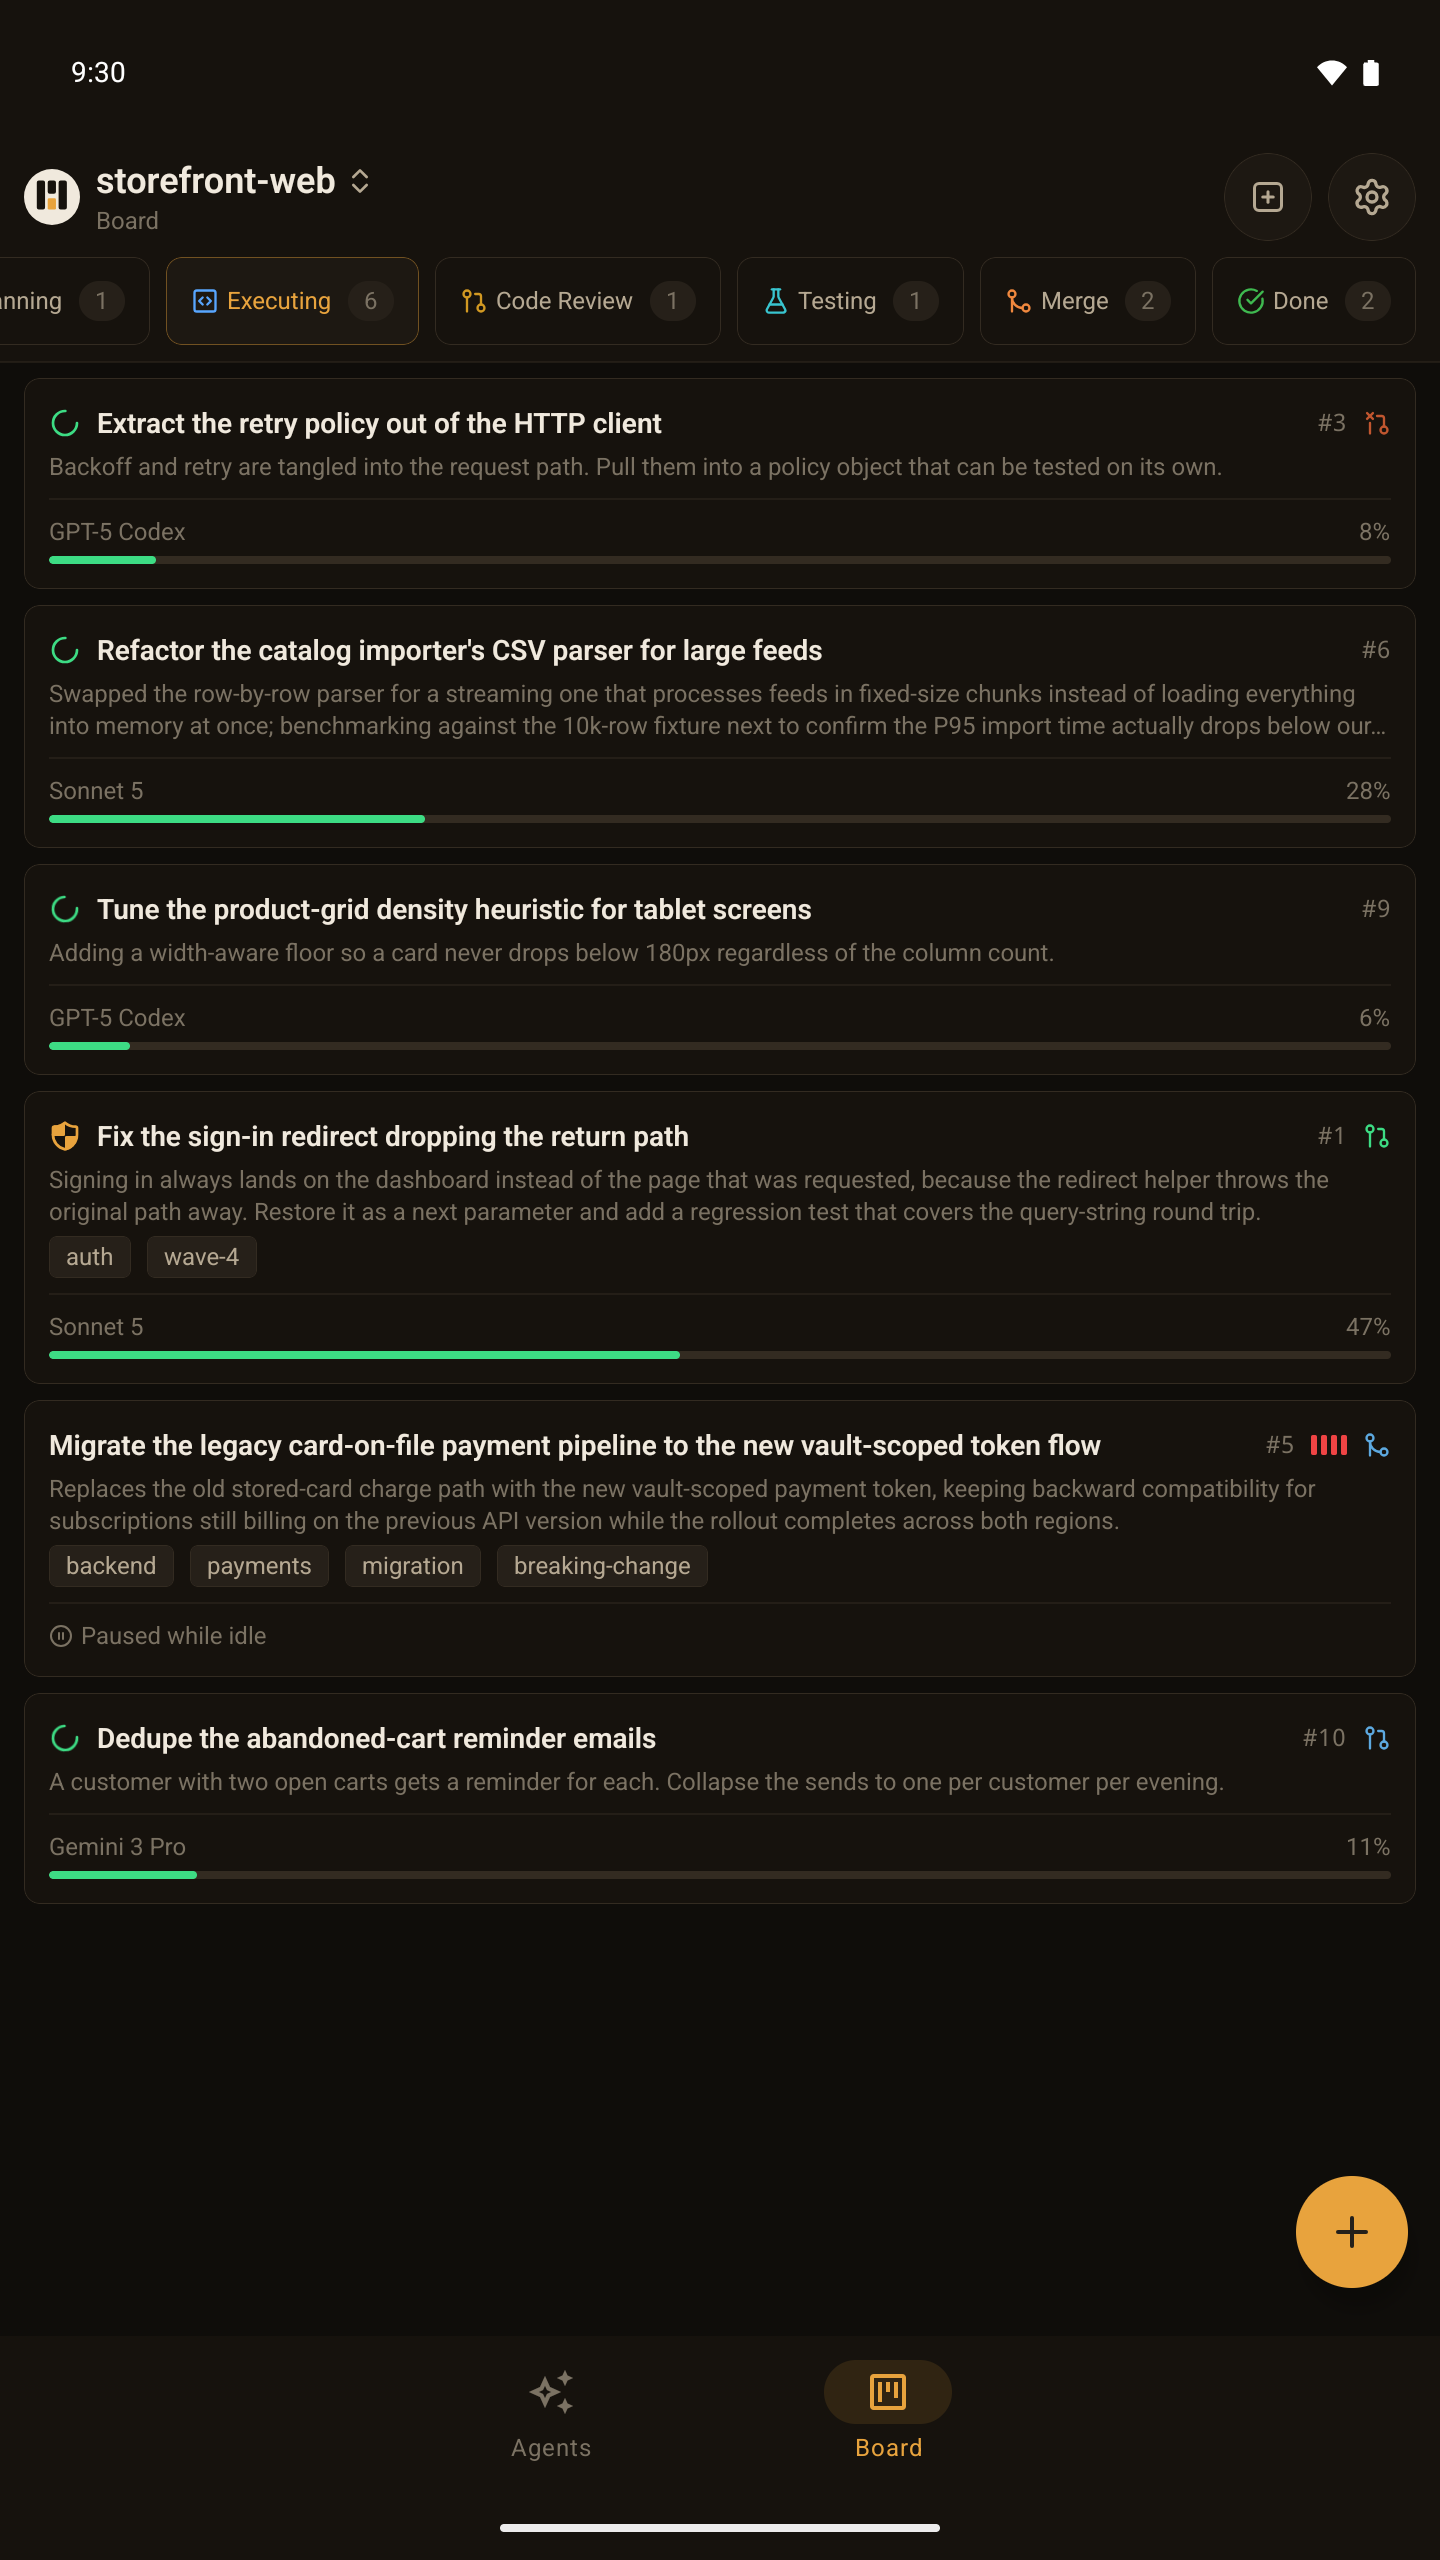 9:30
storefront-web
Board
nning 1
Executing 6
Code Review 1
Testing 1
Merge 2
Done 2
Extract the retry policy out of the HTTP client #3
Backoff and retry are tangled into the request path. Pull them into a policy object that can be tested on its own.
GPT-5 Codex 8%
Refactor the catalog importer's CSV parser for large feeds #6
Swapped the row-by-row parser for a streaming one that processes feeds in fixed-size chunks instead of loading everything
into memory at once; benchmarking against the 10k-row fixture next to confirm the P95 import time actually drops below our...
Sonnet 5 28%
Tune the product-grid density heuristic for tablet screens #9
Adding a width-aware floor so a card never drops below 180px regardless of the column count.
GPT-5 Codex 6%
Fix the sign-in redirect dropping the return path #1
Signing in always lands on the dashboard instead of the page that was requested, because the redirect helper throws the
original path away. Restore it as a next parameter and add a regression test that covers the query-string round trip.
auth wave-4
Sonnet 5 47%
Migrate the legacy card-on-file payment pipeline to the new vault-scoped token flow #5
Replaces the old stored-card charge path with the new vault-scoped payment token, keeping backward compatibility for
subscriptions still billing on the previous API version while the rollout completes across both regions.
backend payments migration breaking-change
Paused while idle
Dedupe the abandoned-cart reminder emails #10
A customer with two open carts gets a reminder for each. Collapse the sends to one per customer per evening.
Gemini 3 Pro 11%
Agents
Board